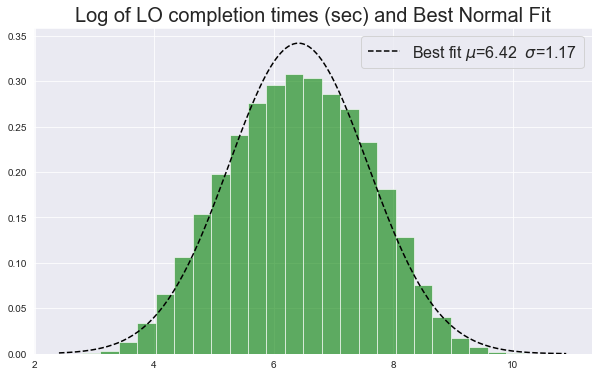 Log of LO completion times (sec) and Best Normal Fit
Best fit μ=6.42 σ=1.17
0.35
0.30
0.25
0.20
0.15
0.10
0.05
0.00
2 4 6 8 10